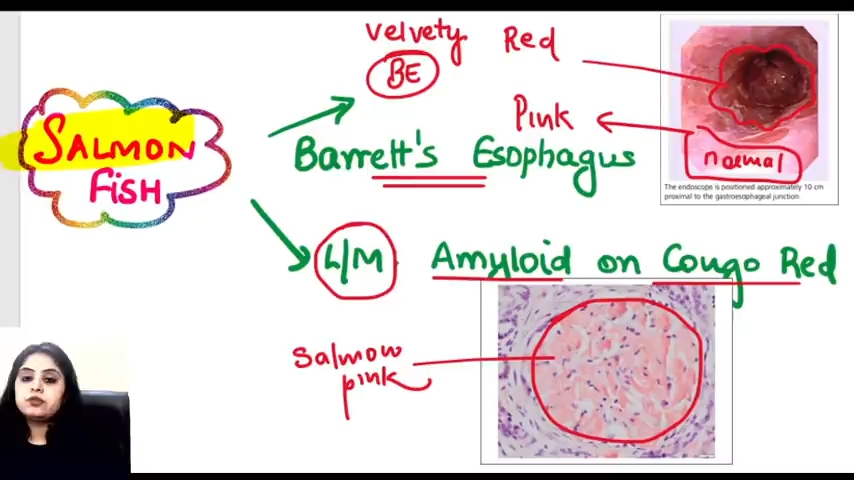 SALMON
FISH
Velvety Red
BE
Pink
normal
Barrett's Esophagus
The endoscope is positioned approximately 10 cm
proximal to the gastroesophageal junction.
L/M Amyloid on Congo Red
Salmon
pink